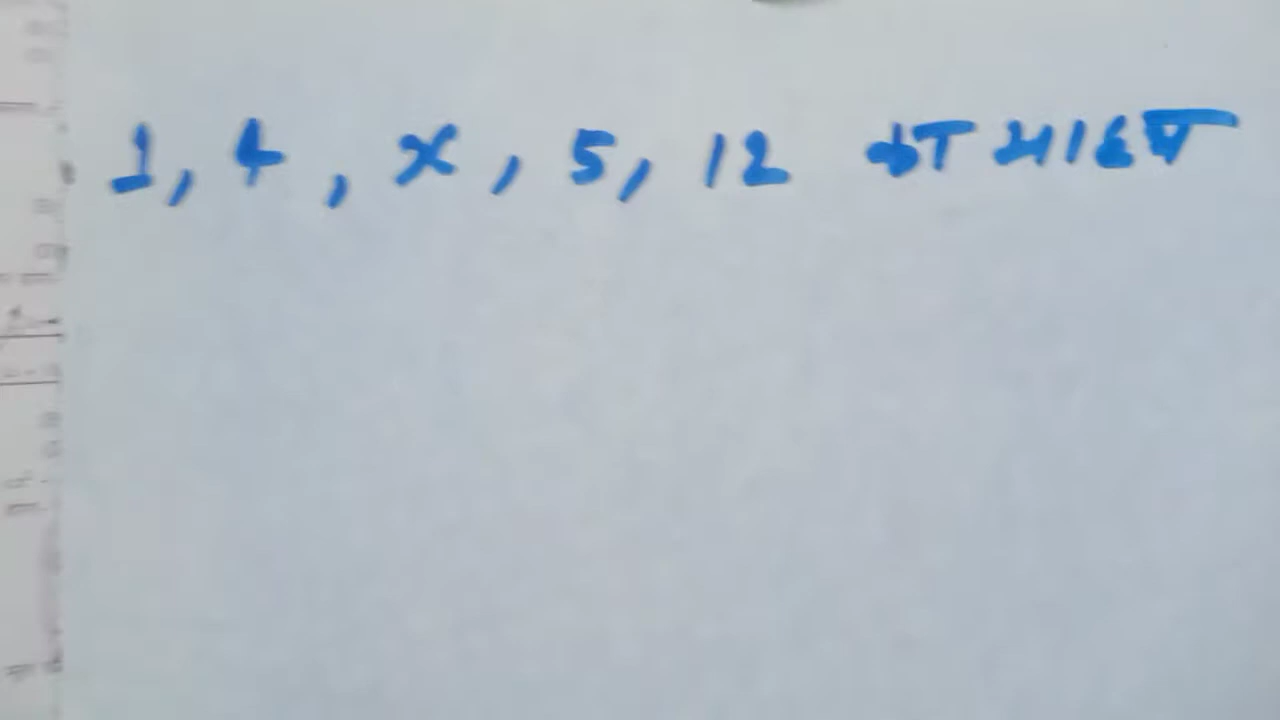 1, 4, x, 5, 12 का माध्य